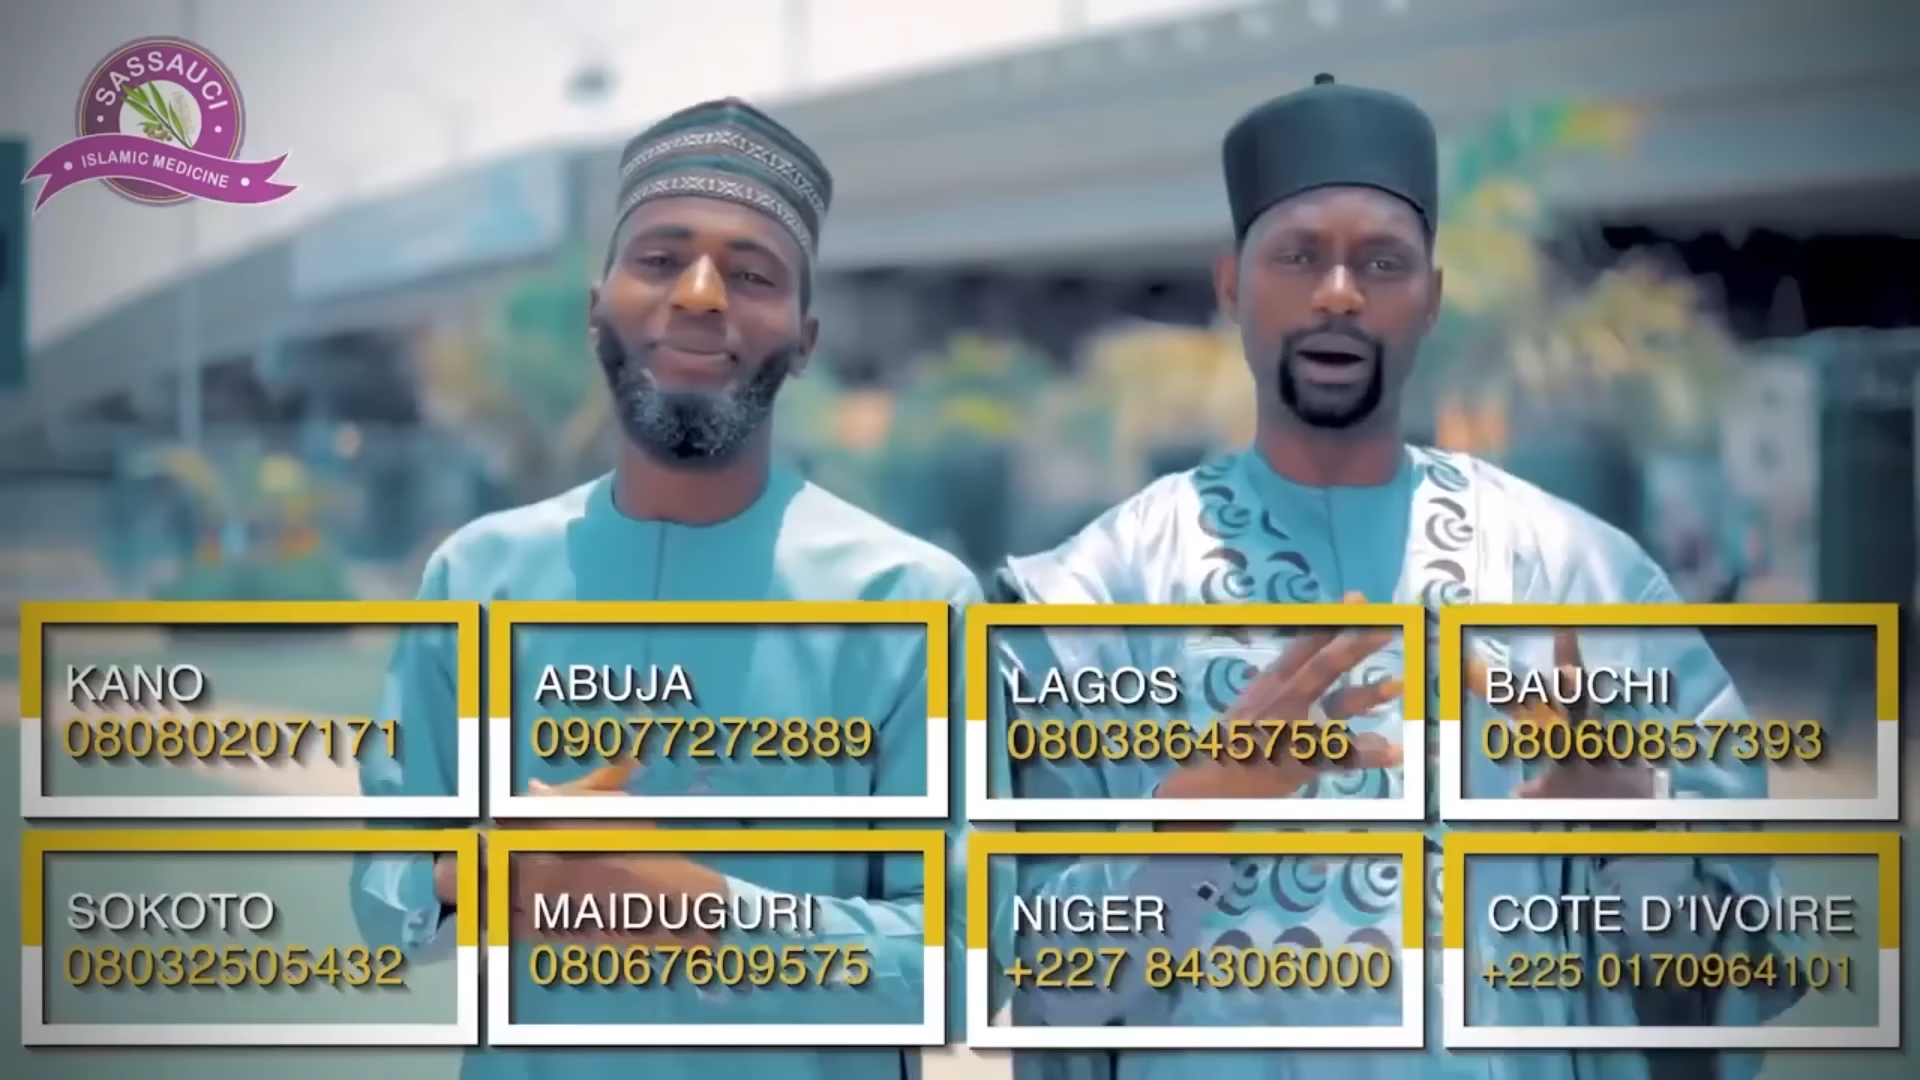 SASSAUCI
ISLAMIC MEDICINE
KANO
08080207171
ABUJA
09077272889
LAGOS
08038645756
BAUCHI
08060857393
SOKOTO
08032505432
MAIDUGURI
08067609575
NIGER
+227 84306000
COTE D'IVOIRE
+225 0170964101